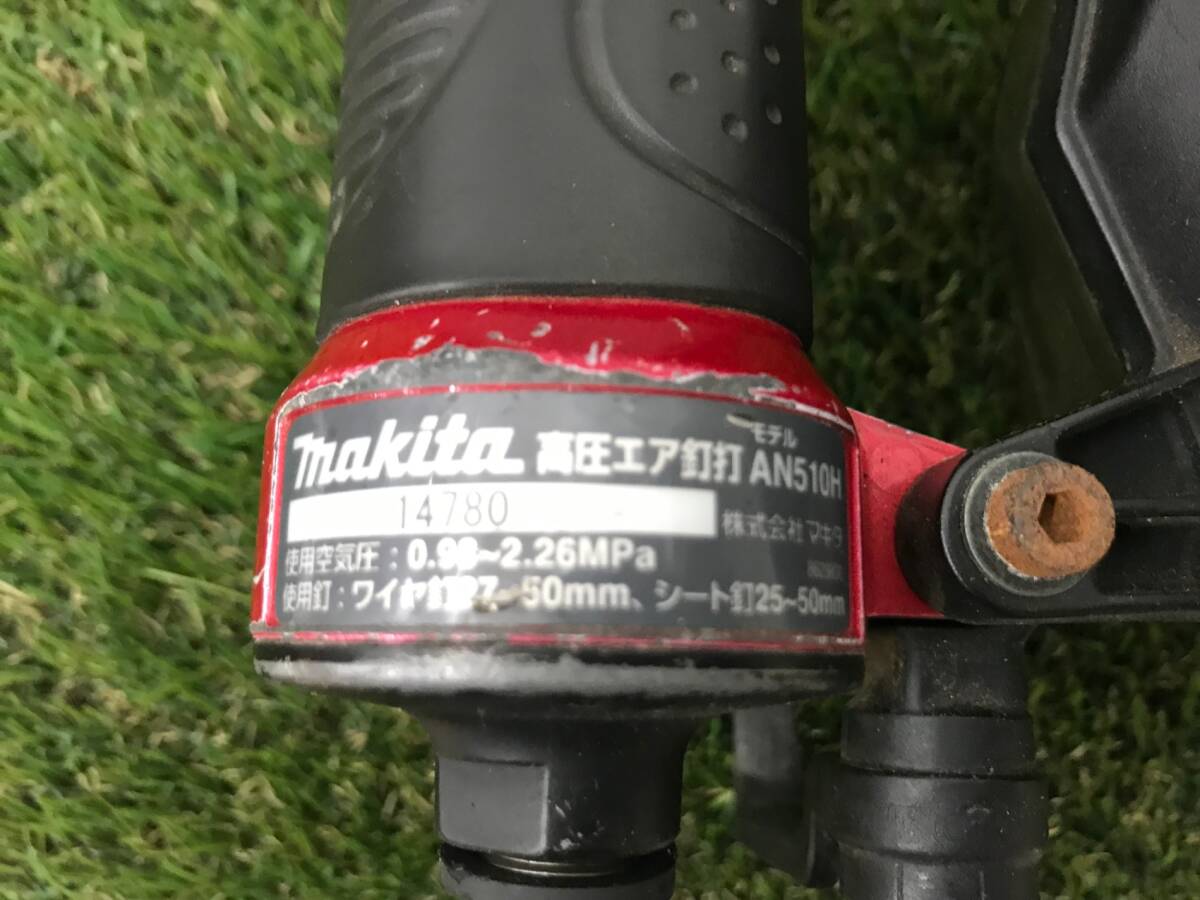 makita 高圧エア釘打 モデル AN510H
14780
株式会社マキタ
使用空気圧:0.98~2.26MPa
使用釘:ワイヤ釘27~50mm、シート釘25~50mm